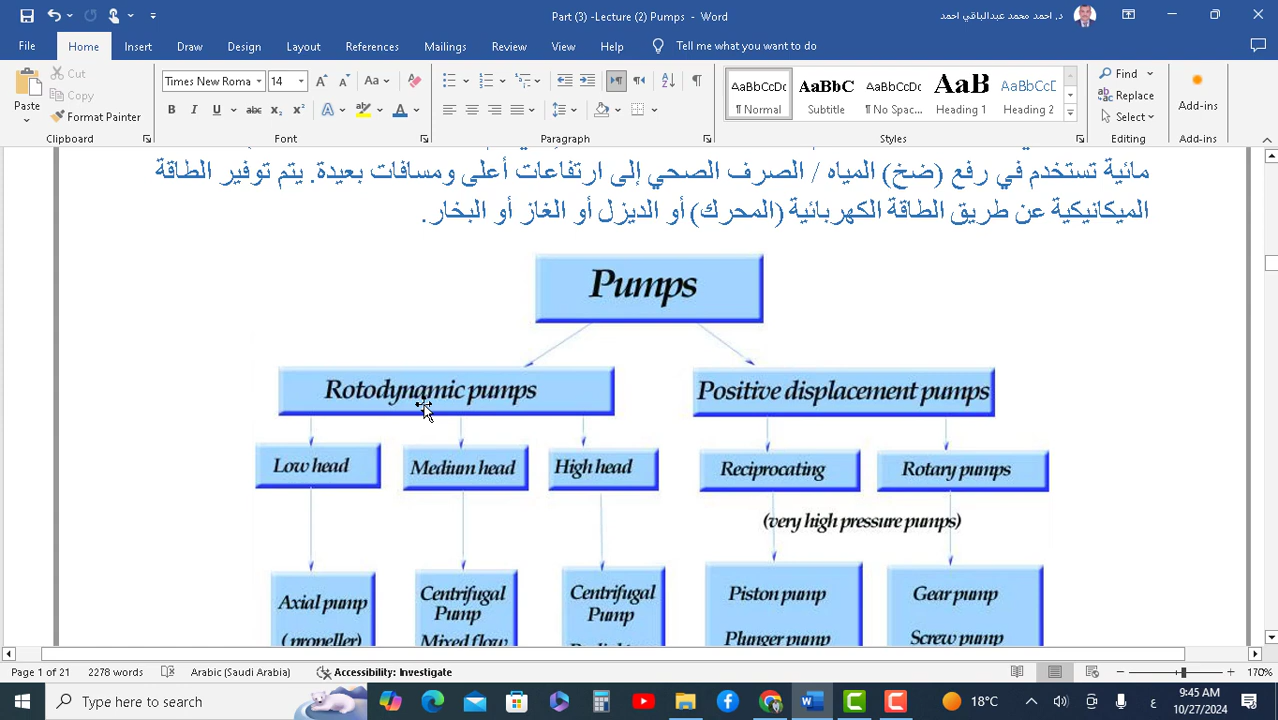 Part (3) -Lecture (2) Pumps - Word
د. احمد محمد عبدالباقي احمد
File Home Insert Draw Design Layout References Mailings Review View Help Tell me what you want to do
Paste
Cut
Copy
Format Painter
Clipboard
Times New Roma 14
Font
Paragraph
AaBbCcDc AaBbC AaBbCcDc AaB AaBbCcDc
¶ Normal Subtitle ¶ No Spac... Heading 1 Heading 2
Styles
Find
Replace
Select
Editing
Add-ins
Add-ins
مائية تستخدم في رفع (ضخ) المياه / الصرف الصحي إلى ارتفاعات أعلى ومسافات بعيدة. يتم توفير الطاقة
الميكانيكية عن طريق الطاقة الكهربائية (المحرك) أو الديزل أو الغاز أو البخار.
Pumps
Rotodynamic pumps Positive displacement pumps
Low head Medium head High head Reciprocating Rotary pumps
(very high pressure pumps)
Axial pump
(propeller)
Centrifugal
Pump
Mixed flow
Centrifugal
Pump
Piston pump
Plunger pump
Gear pump
Screw pump
Page 1 of 21 2278 words Arabic (Saudi Arabia) Accessibility: Investigate 170%
Type here to search
18°C
ع
9:45 AM
10/27/2024